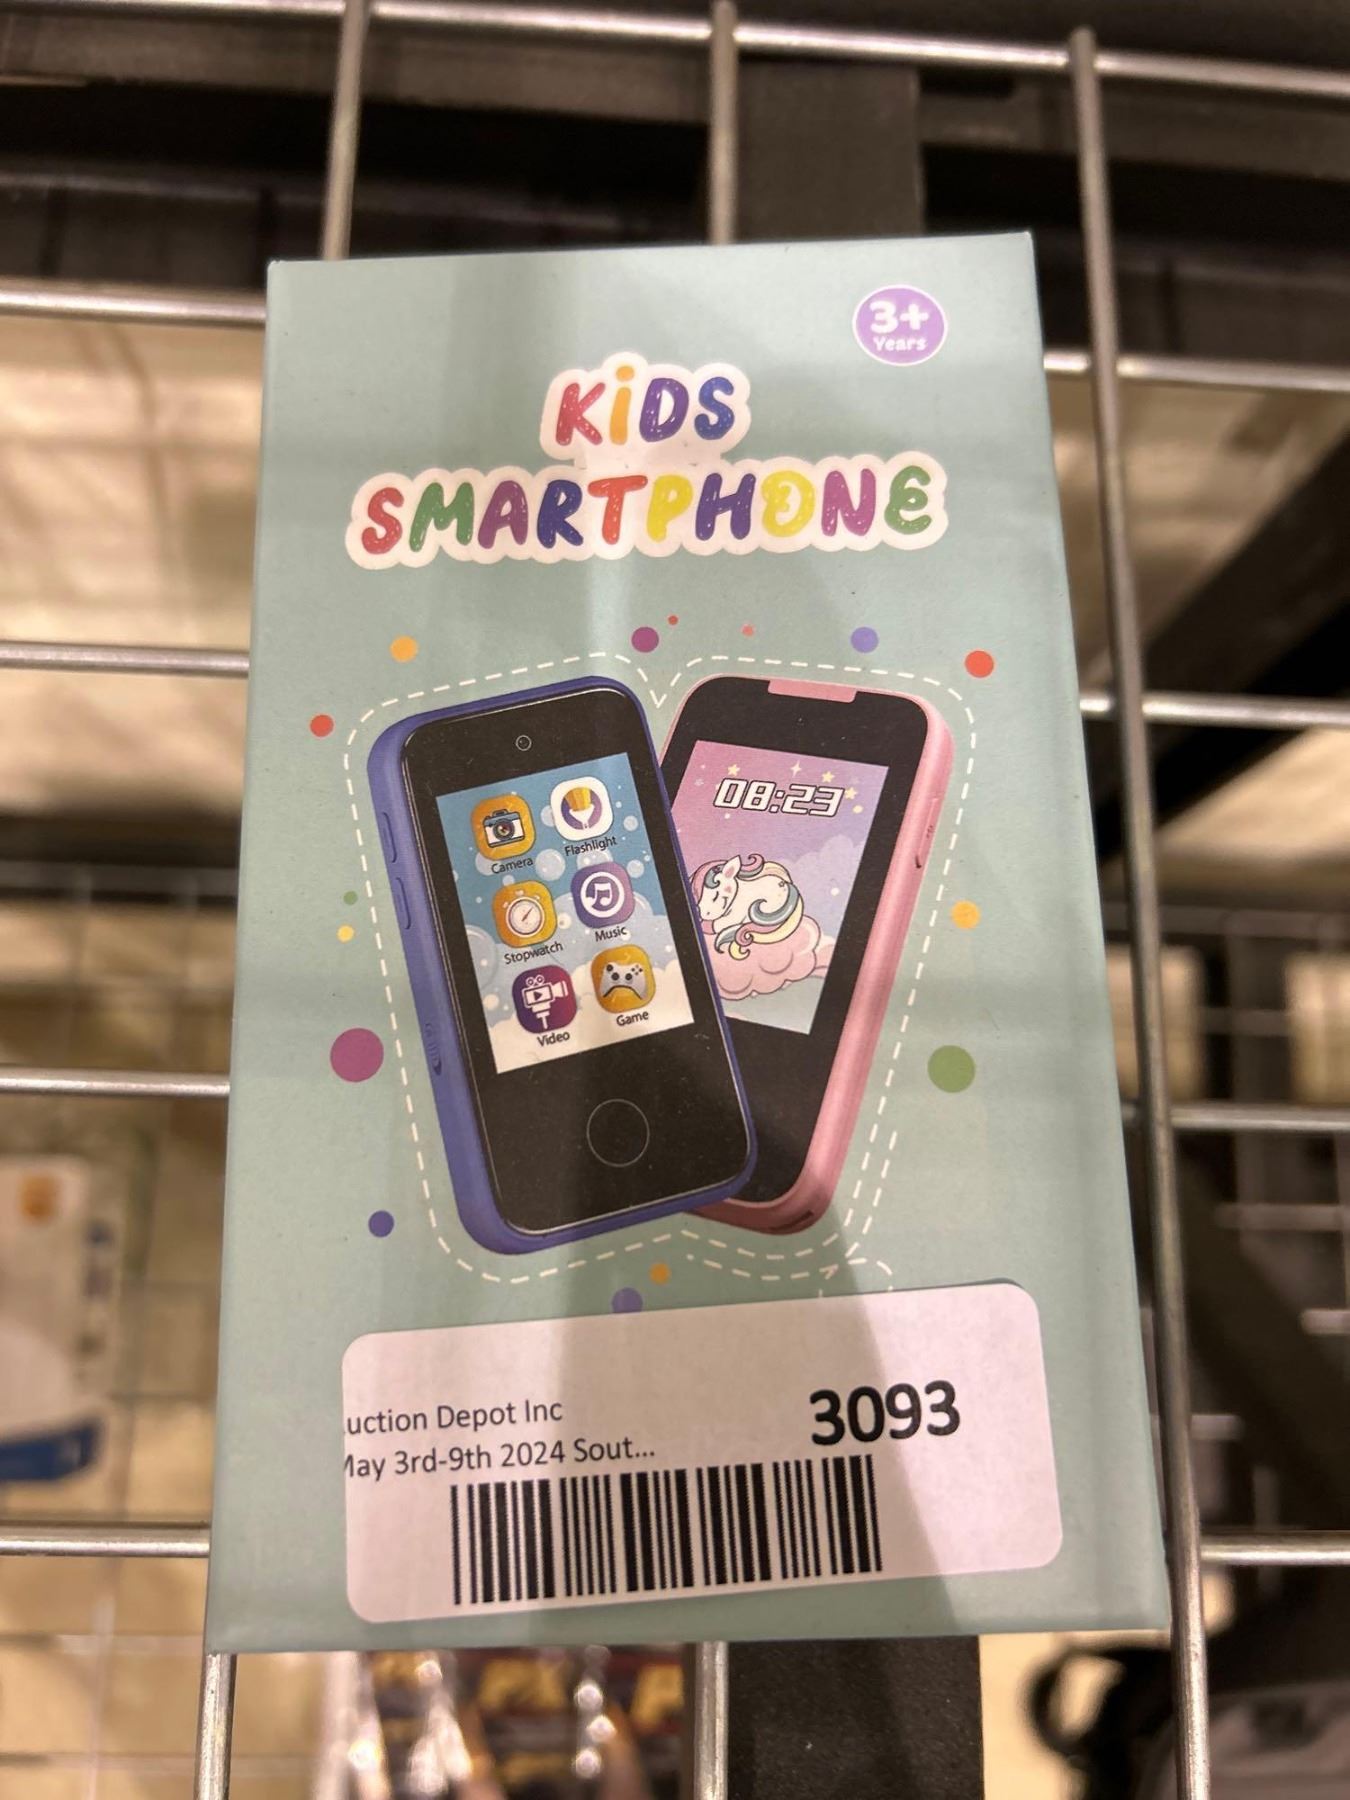 3+
Years
KiDS
SMARTPHONE
08:23
Camera
Flashlight
Stopwatch
Music
Video
Game
uction Depot Inc
May 3rd-9th 2024 Sout...
3093